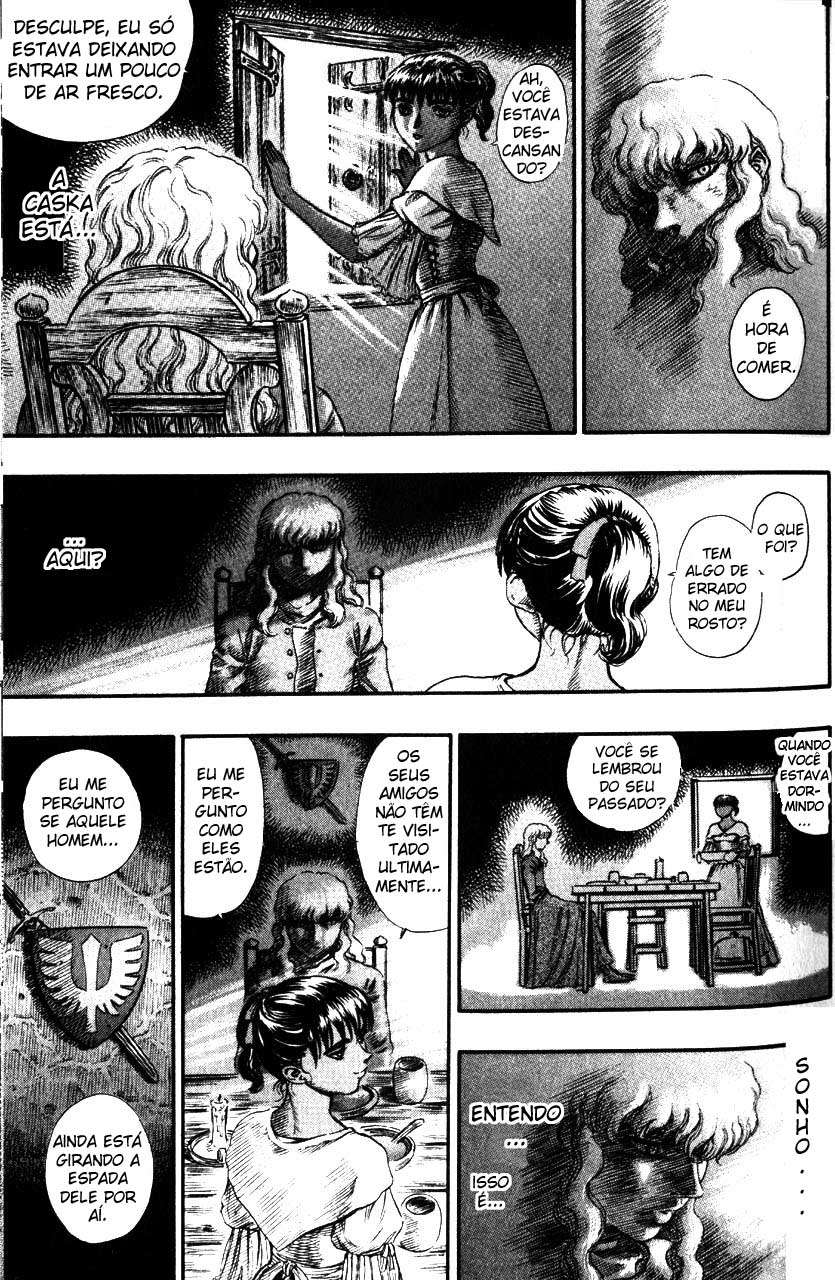 É
HORA
DE
COMER.
AH,
VOCÊ
ESTAVA
DES-
CANSAN
DO?
DESCULPE, EU SÓ
ESTAVA DEIXANDO
ENTRAR UM POUCO
DE AR FRESCO.
A
CASKA
ESTÁ...
O QUE
FOI?
TEM
ALGO DE
ERRADO
NO MEU
ROSTO?
...
AQUI?
QUANDO
VOCÊ
ESTAVA
DOR-
MINDO
...
VOCÊ SE
LEMBROU
DO SEU
PASSADO?
ENTENDO
...
ISSO
É...
SONHO...
OS
SEUS
AMIGOS
NÃO TÊM
TE VISI-
TADO
ULTIMA-
MENTE...
EU ME
PER-
GUNTO
COMO
ELES
ESTÃO.
EU ME
PERGUNTO
SE AQUELE
HOMEM...
AINDA ESTÁ
GIRANDO A
ESPADA
DELE POR
AÍ.